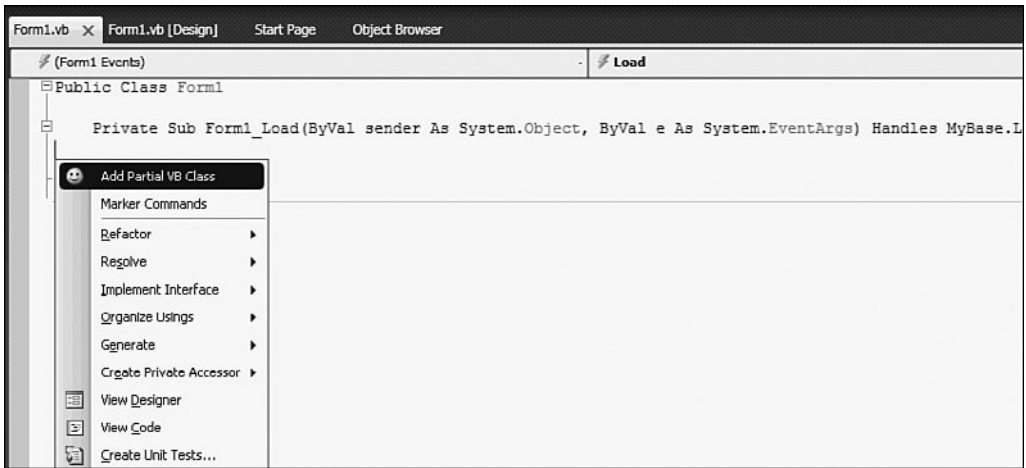 Form1.vb X Form1.vb [Design] Start Page Object Browser
(Form1 Events) Load
Public Class Form1
Private Sub Form1_Load(ByVal sender As System.Object, ByVal e As System.EventArgs) Handles MyBase.L
Add Partial VB Class
Marker Commands
Refactor
Resolve
Implement Interface
Organize Usings
Generate
Create Private Accessor
View Designer
View Code
Create Unit Tests...